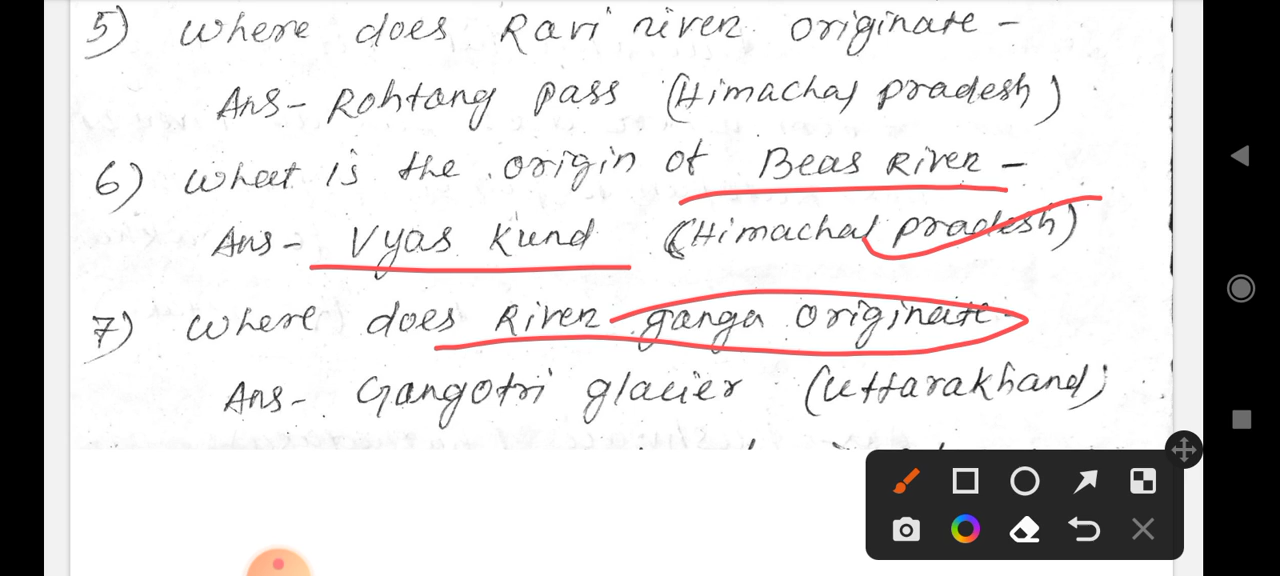 5) Where does Ravi river originate -
Ans - Rohtang pass (Himachal pradesh)
6) What is the origin of Beas River -
Ans - Vyas Kund (Himachal pradesh)
7) Where does River ganga originate -
Ans - Gangotri glacier (Uttarakhand)